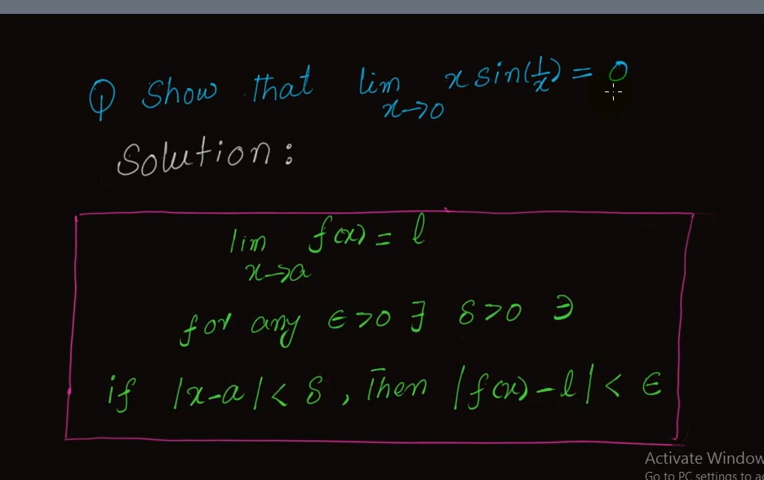 Q Show that lim x→0 x sin(1/x) = 0
Solution:
lim x→a f(x) = l
for any ε>0 ∃ δ>0 ∋
if |x-a| < δ, Then |f(x) - l| < ε
Activate Window
Go to PC settings to a